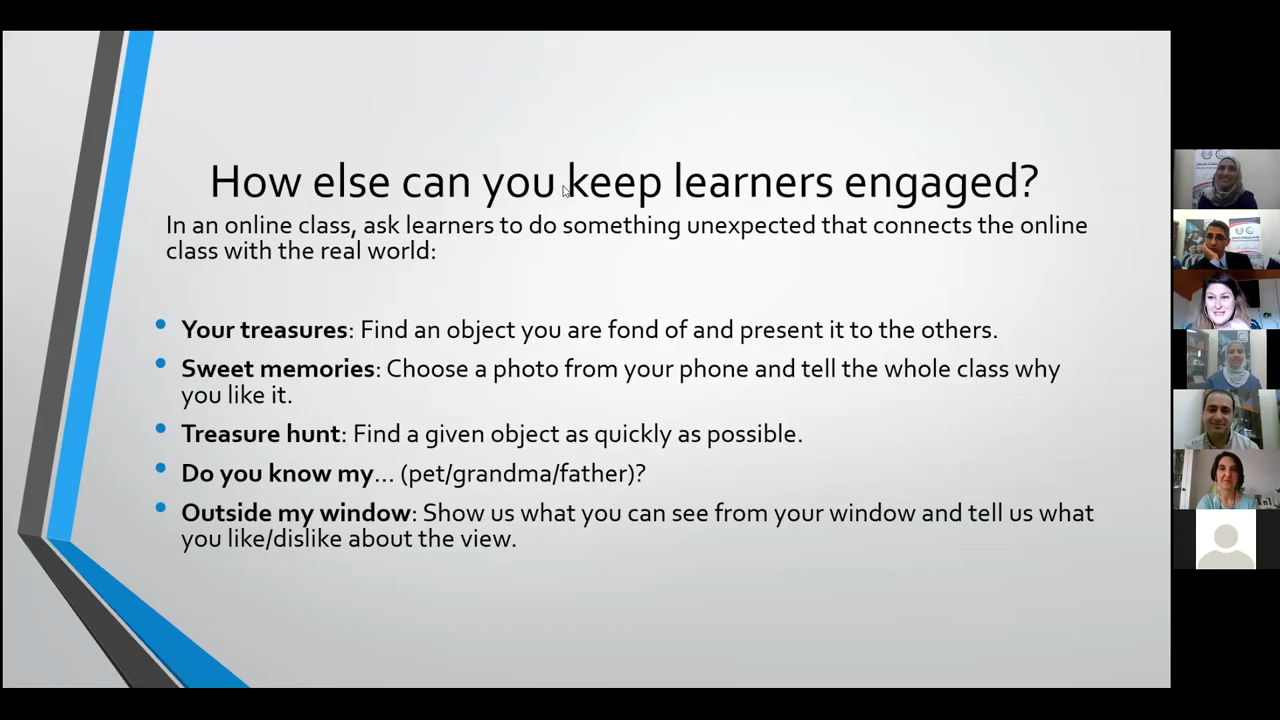 How else can you keep learners engaged?
In an online class, ask learners to do something unexpected that connects the online
class with the real world:
• Your treasures: Find an object you are fond of and present it to the others.
• Sweet memories: Choose a photo from your phone and tell the whole class why
you like it.
• Treasure hunt: Find a given object as quickly as possible.
• Do you know my... (pet/grandma/father)?
• Outside my window: Show us what you can see from your window and tell us what
you like/dislike about the view.